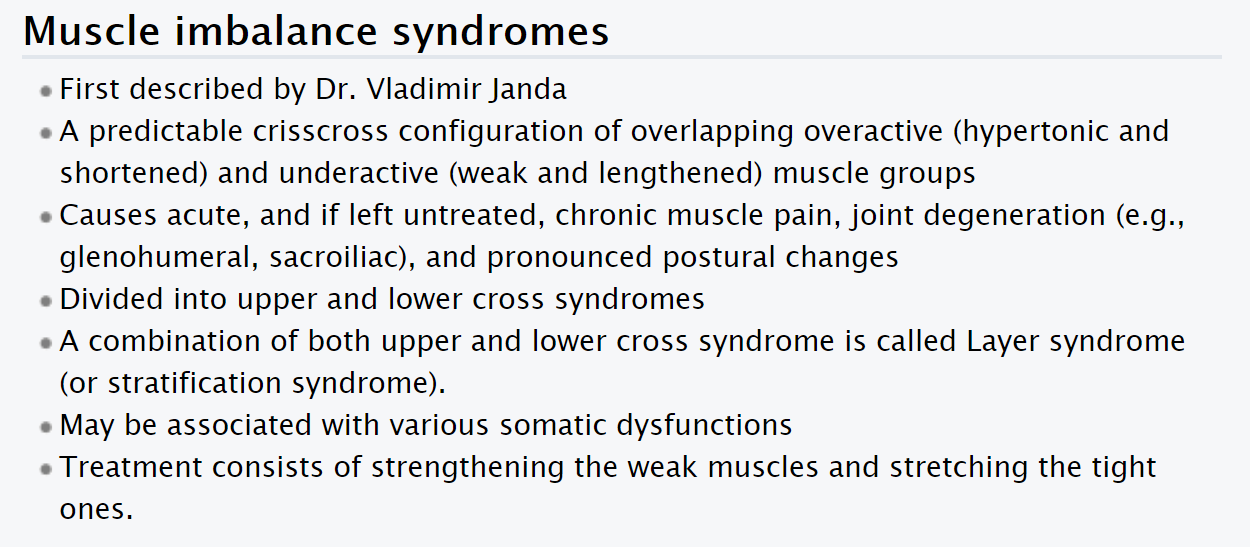 Muscle imbalance syndromes
First described by Dr. Vladimir Janda
A predictable crisscross configuration of overlapping overactive (hypertonic and
shortened) and underactive (weak and lengthened) muscle groups
Causes acute, and if left untreated, chronic muscle pain, joint degeneration (e.g.,
glenohumeral, sacroiliac), and pronounced postural changes
Divided into upper and lower cross syndromes
A combination of both upper and lower cross syndrome is called Layer syndrome
(or stratification syndrome).
May be associated with various somatic dysfunctions
Treatment consists of strengthening the weak muscles and stretching the tight
ones.